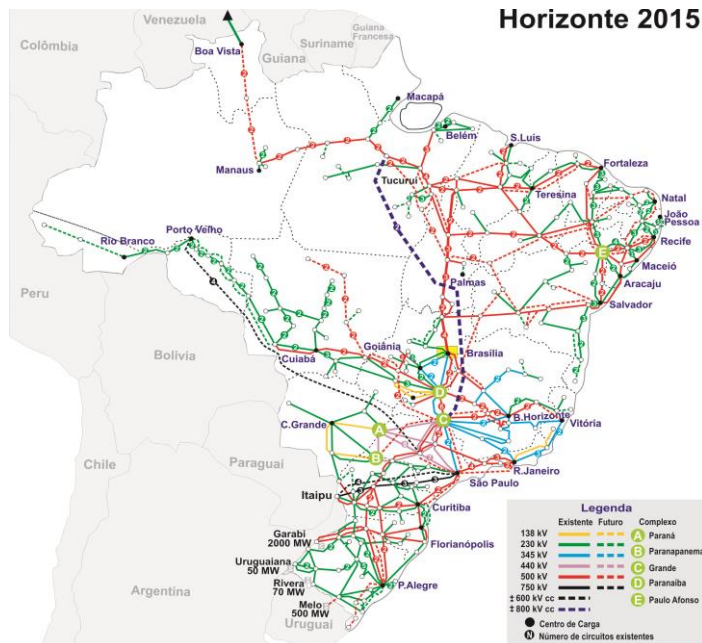 Horizonte 2015
Venezuela
Guiana
Francesa
Suriname
Guiana
Colômbia
Boa Vista
Macapá
Belém
S.Luis
Manaus
Fortaleza
Tucuruí
Teresina
Natal
João
Pessoa
Porto Velho
Recife
Rio Branco
E
Maceió
Palmas
Aracaju
Peru
Salvador
Goiânia
Brasília
Cuiabá
Bolívia
D
C
B.Horizonte
Vitória
C.Grande
A
B
Paraguai
R.Janeiro
São Paulo
Chile
Itaipu
Curitiba
Garabi
2000 MW
Florianópolis
Uruguaiana
50 MW
Rivera
70 MW
P.Alegre
Melo
500 MW
Argentina
Uruguai
Legenda
Existente Futuro Complexo
138 kV A Paraná
230 kV B Paranapanema
345 kV C Grande
440 kV D Paranaíba
500 kV E Paulo Afonso
750 kV
±600 kV cc
±800 kV cc
Centro de Carga
N Número de circuitos existentes